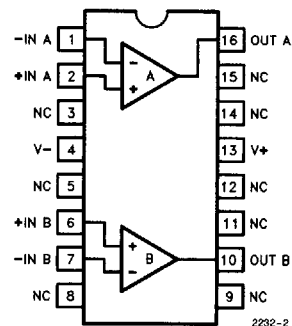 -IN A 1 16 OUT A
+IN A 2 - + A 15 NC
NC 3 14 NC
V- 4 13 V+
NC 5 12 NC
+IN B 6 11 NC
-IN B 7 + - B 10 OUT B
NC 8 9 NC
2232-2